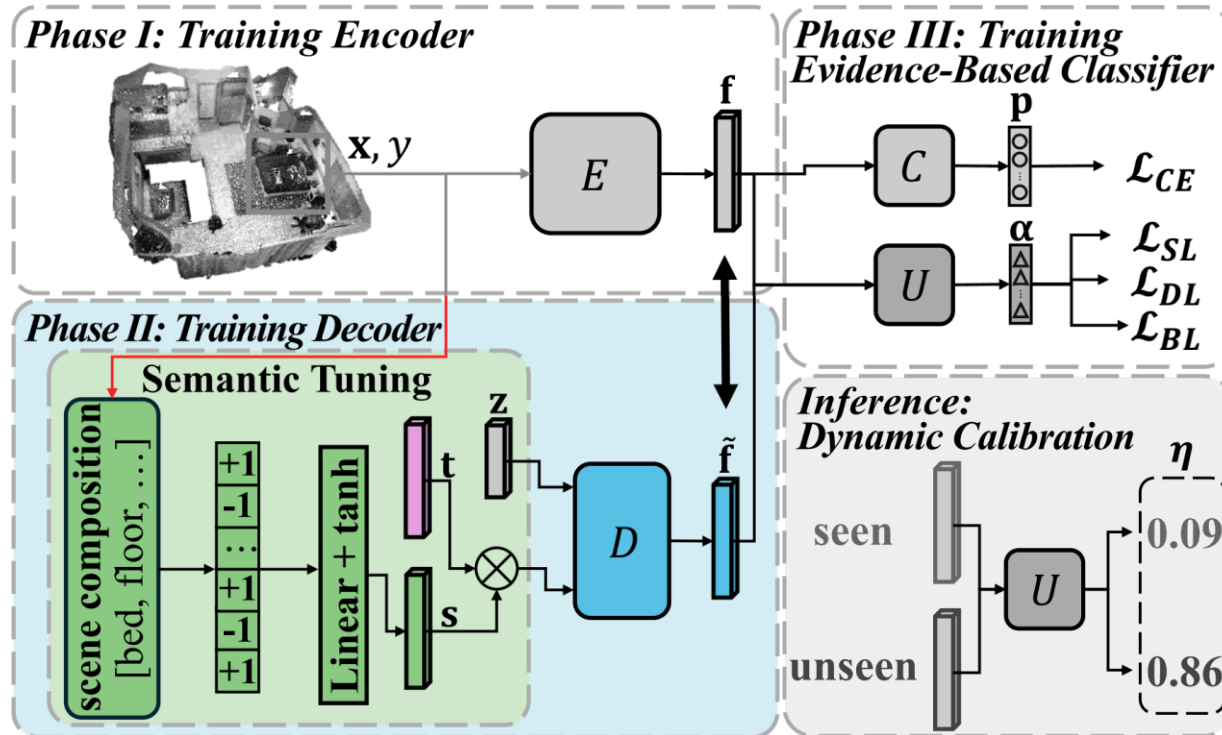 Phase I: Training Encoder
x, y
E
f
Phase II: Training Decoder
Semantic Tuning
scene composition
[bed, floor, …]
+1
-1
⋮
+1
-1
+1
Linear + tanh
t
s
z
D
f̃
Phase III: Training
Evidence-Based Classifier
C
p
ℒCE
U
α
ℒSL
ℒDL
ℒBL
Inference:
Dynamic Calibration
η
seen
unseen
U
0.09
0.86